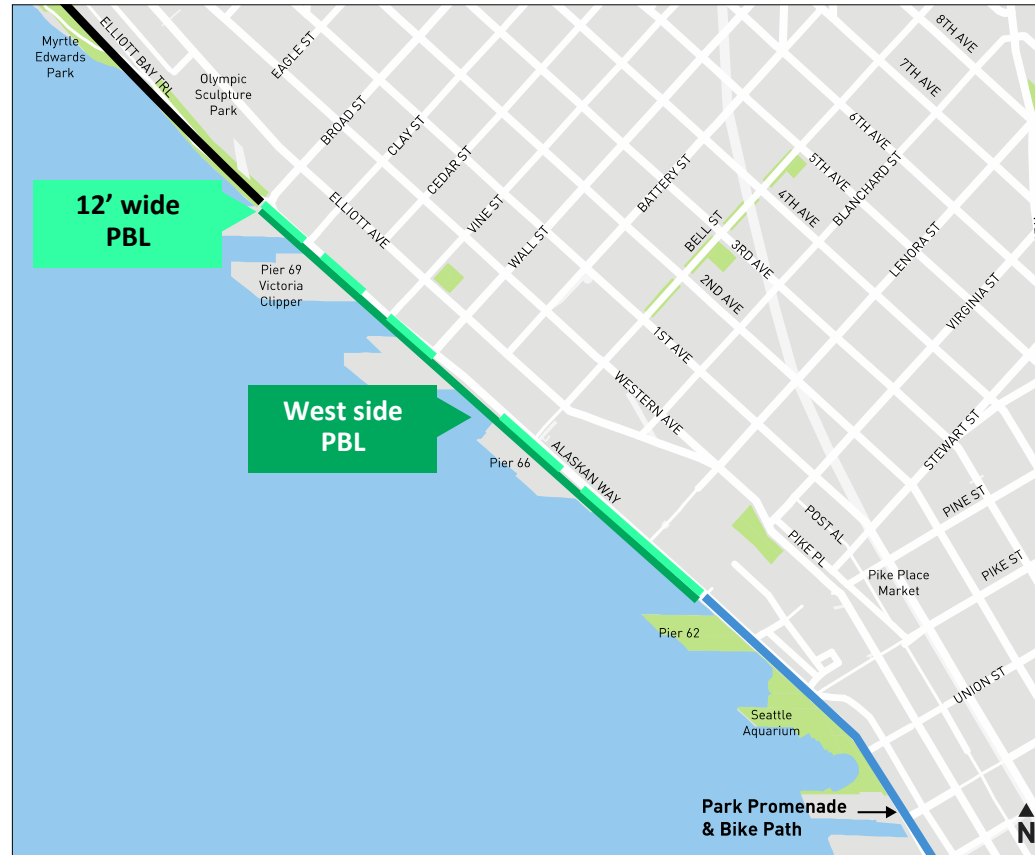 Myrtle
Edwards
Park
ELLIOTT BAY TRL
EAGLE ST
Olympic
Sculpture
Park
BROAD ST
CLAY ST
CEDAR ST
8TH AVE
7TH AVE
6TH AVE
5TH AVE
BLANCHARD ST
4TH AVE
BATTERY ST
BELL ST
3RD AVE
2ND AVE
LENORA ST
VIRGINIA ST
12’ wide
PBL
ELLIOTT AVE
VINE ST
WALL ST
Pier 69
Victoria
Clipper
1ST AVE
WESTERN AVE
West side
PBL
STEWART ST
Pier 66
ALASKAN WAY
PINE ST
POST AL
PIKE PL
PIKE ST
Pike Place
Market
Pier 62
UNION ST
Seattle
Aquarium
Park Promenade
& Bike Path
N